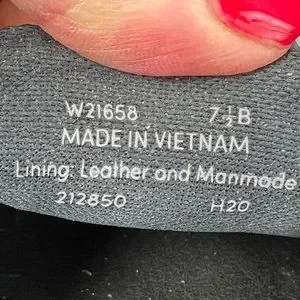 W21658 7½B
MADE IN VIETNAM
Lining: Leather and Manmade
212850 H20